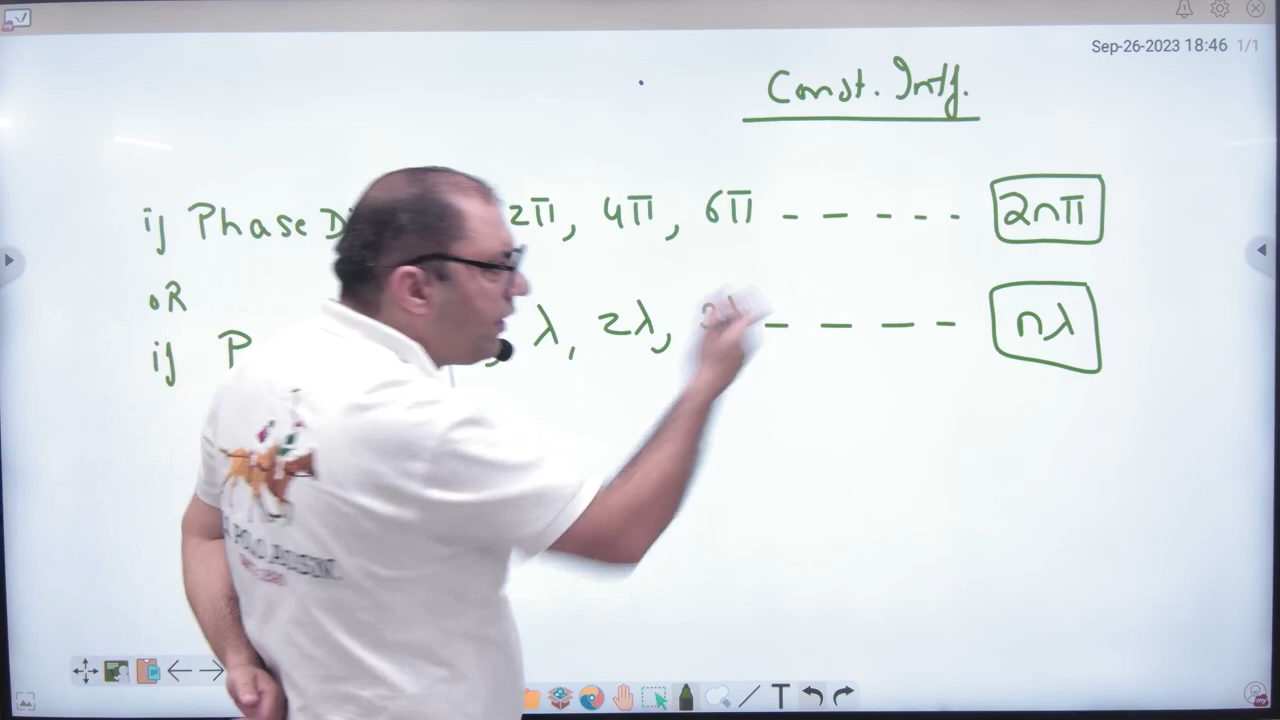 Sep-26-2023 18:46 1/1
Const. Intf.
if Phase D 2π, 4π, 6π ----- 2nπ
OR
if P λ, 2λ, ---- nλ